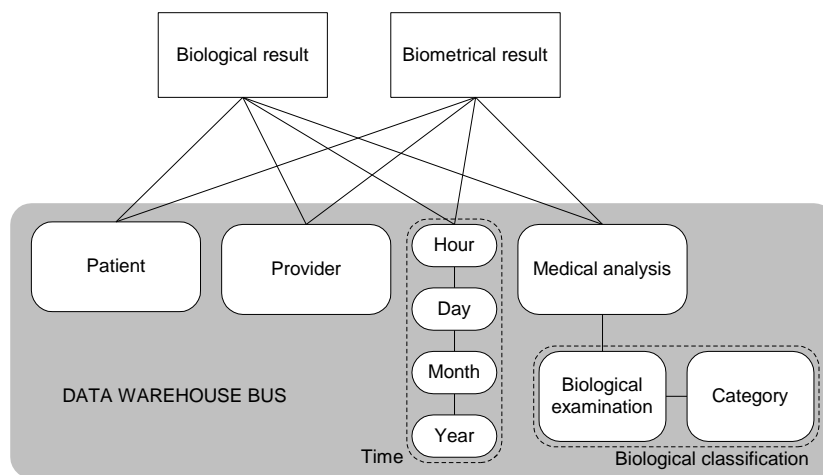 Biological result
Biometrical result
Patient
Provider
Hour
Medical analysis
Day
Month
Biological
examination
Category
DATA WAREHOUSE BUS
Year
Time
Biological classification